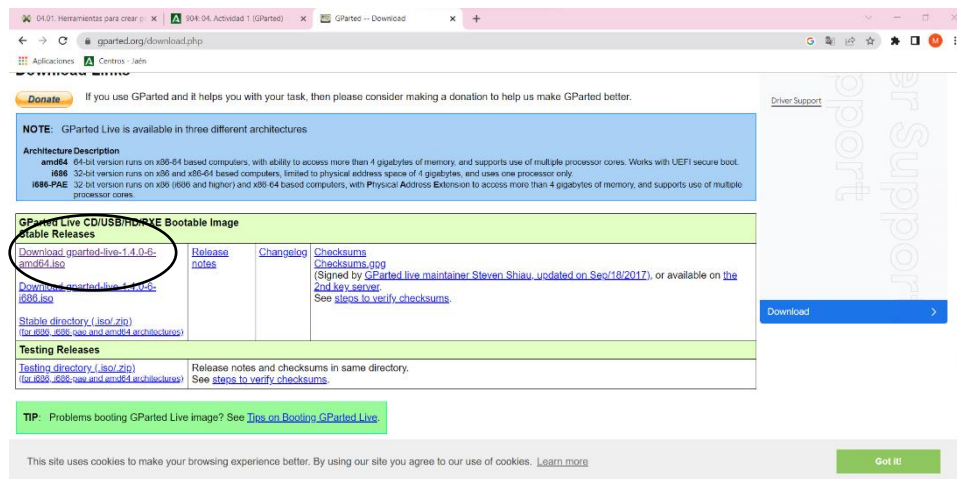 04.01. Herramientas para crear p
904: 04. Actividad 1 (GParted)
GParted -- Download
gparted.org/download.php
M
Aplicaciones
Centros - Jaén
Download Links
Donate
If you use GParted and it helps you with your task, then please consider making a donation to help us make GParted better.
NOTE: GParted Live is available in three different architectures
Architecture Description
amd64 64-bit version runs on x86-64 based computers, with ability to access more than 4 gigabytes of memory, and supports use of multiple processor cores. Works with UEFI secure boot.
i686 32-bit version runs on x86 and x86-64 based computers, limited to physical address space of 4 gigabytes, and uses one processor only.
i686-PAE 32-bit version runs on x86 (i686 and higher) and x86-64 based computers, with Physical Address Extension to access more than 4 gigabytes of memory, and supports use of multiple
processor cores.
GParted Live CD/USB/HD/PXE Bootable Image
Stable Releases
Download gparted-live-1.4.0-6-
amd64.iso
Download gparted-live-1.4.0-6-
i686.iso
Stable directory (.iso/.zip)
(for i686, i686-pae and amd64 architectures)
Release
notes
Changelog
Checksums
Checksums.gpg
(Signed by GParted live maintainer Steven Shiau, updated on Sep/18/2017), or available on the
2nd key server.
See steps to verify checksums.
Testing Releases
Testing directory (.iso/.zip)
(for i686, i686-pae and amd64 architectures)
Release notes and checksums in same directory.
See steps to verify checksums.
TIP: Problems booting GParted Live image? See Tips on Booting GParted Live.
Driver Support
er Support
pport
Download
This site uses cookies to make your browsing experience better. By using our site you agree to our use of cookies. Learn more
Got it!